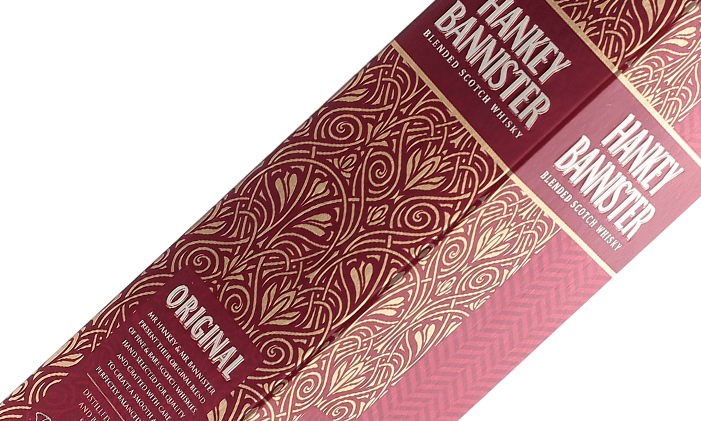 HANKEY
BANNISTER
BLENDED SCOTCH WHISKY
HANKEY
BANNISTER
BLENDED SCOTCH WHISKY
ORIGINAL
MR HANKEY & MR BANNISTER
PRESENT THEIR ORIGINAL BLEND
OF FINE & RARE SCOTCH WHISKIES
HAND SELECTED FOR QUALITY
AND CRAFTED WITH CARE
TO CREATE A SMOOTH &
PERFECTLY BALANCED